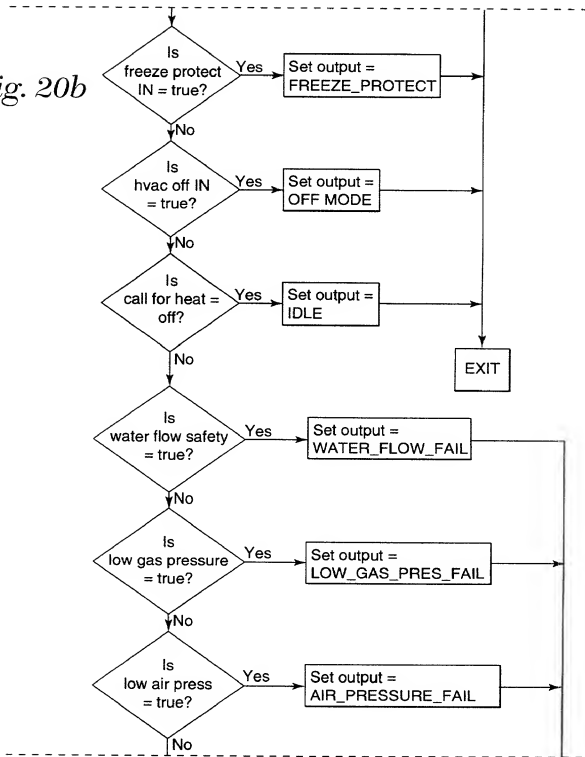 ig. 20b
Is
freeze protect
IN = true?
Yes
Set output =
FREEZE_PROTECT
No
Is
hvac off IN
= true?
Yes
Set output =
OFF MODE
No
Is
call for heat =
off?
Yes
Set output =
IDLE
No
EXIT
Is
water flow safety
= true?
Yes
Set output =
WATER_FLOW_FAIL
No
Is
low gas pressure
= true?
Yes
Set output =
LOW_GAS_PRES_FAIL
No
Is
low air press
= true?
Yes
Set output =
AIR_PRESSURE_FAIL
No